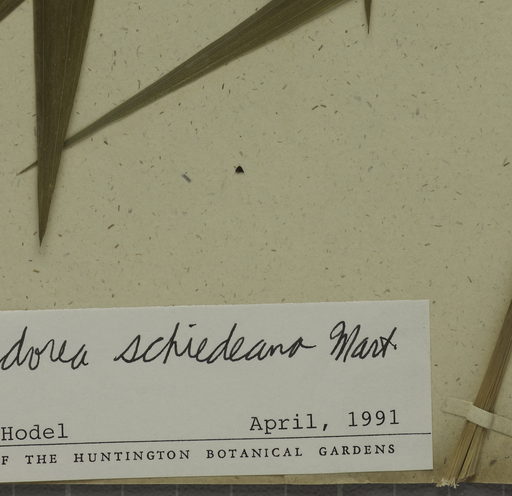 dorea schiedeana Mart.
Hodel April, 1991
F THE HUNTINGTON BOTANICAL GARDENS